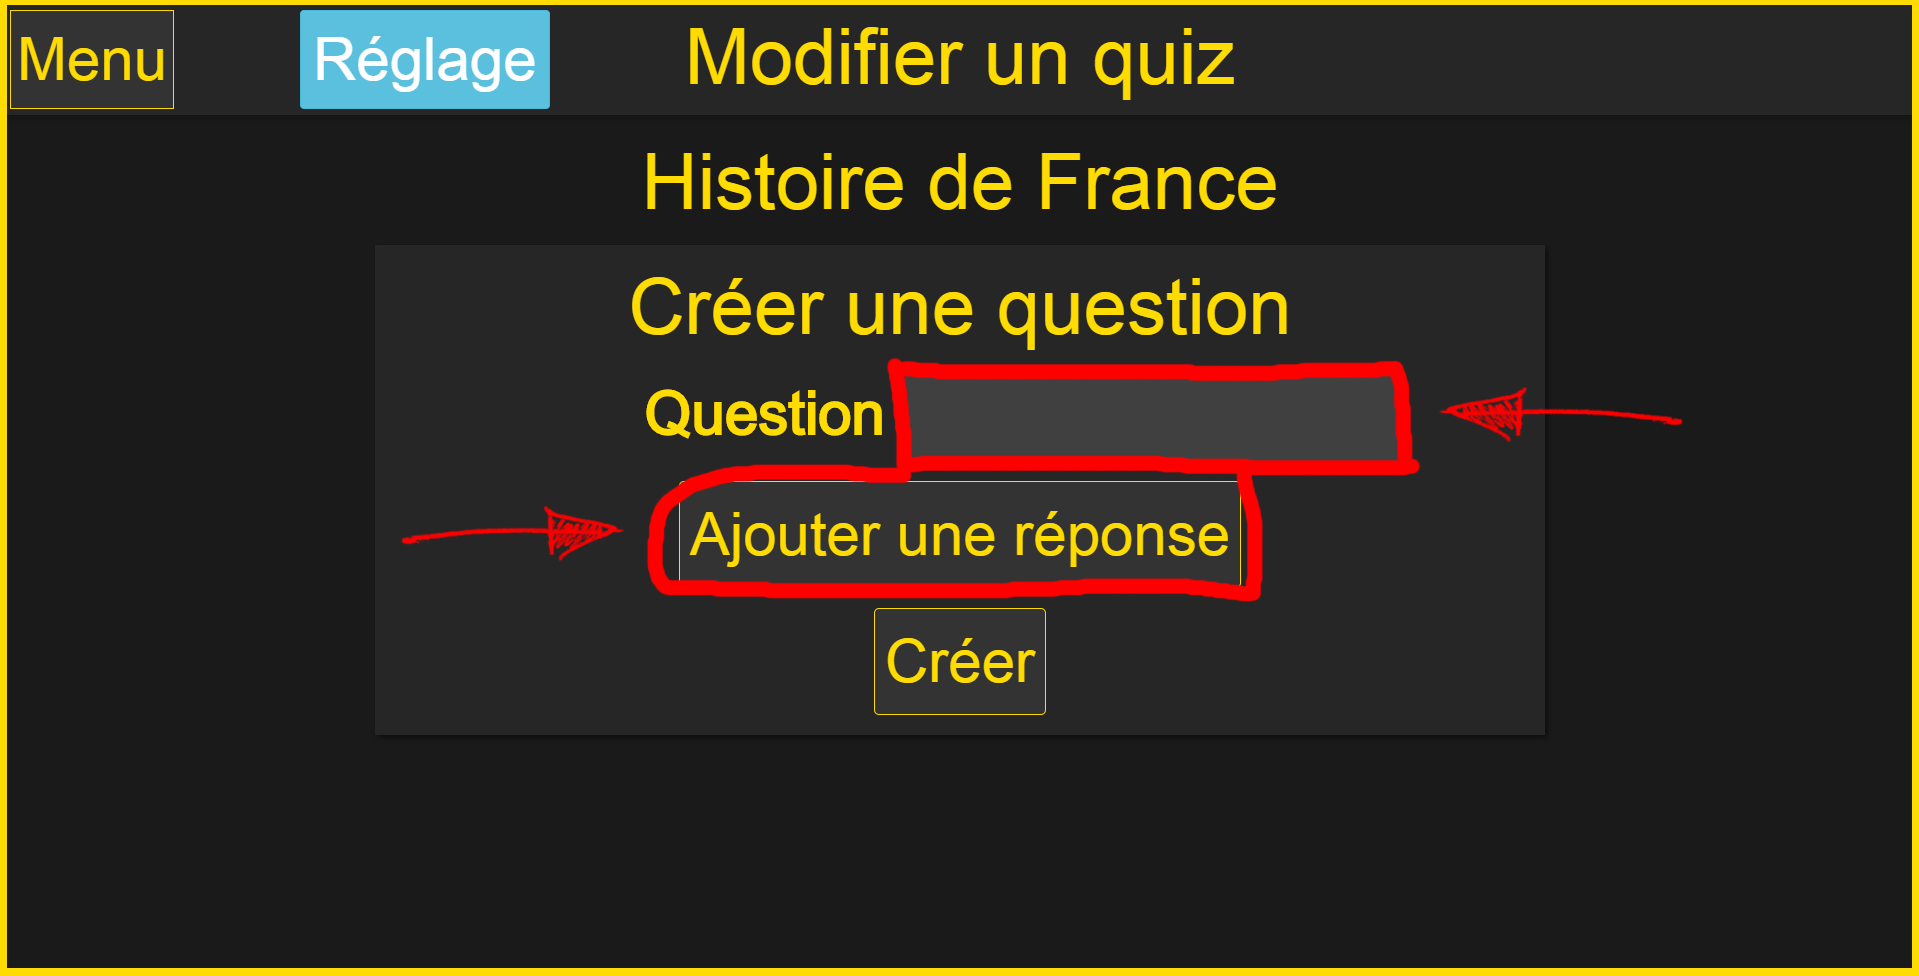 Menu Réglage Modifier un quiz
Histoire de France
Créer une question
Question
Ajouter une réponse
Créer